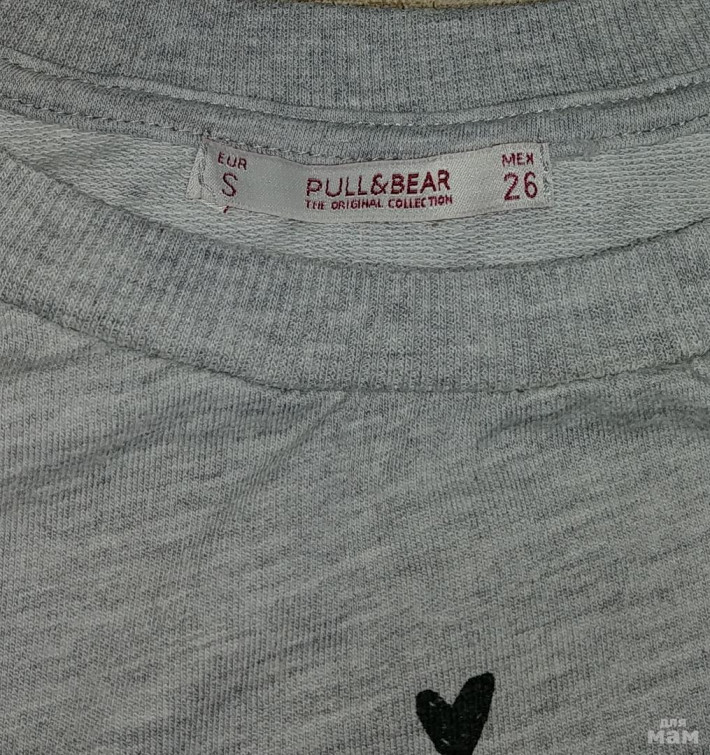 EUR
S
PULL&BEAR
THE ORIGINAL COLLECTION
MEX
26
для
мам